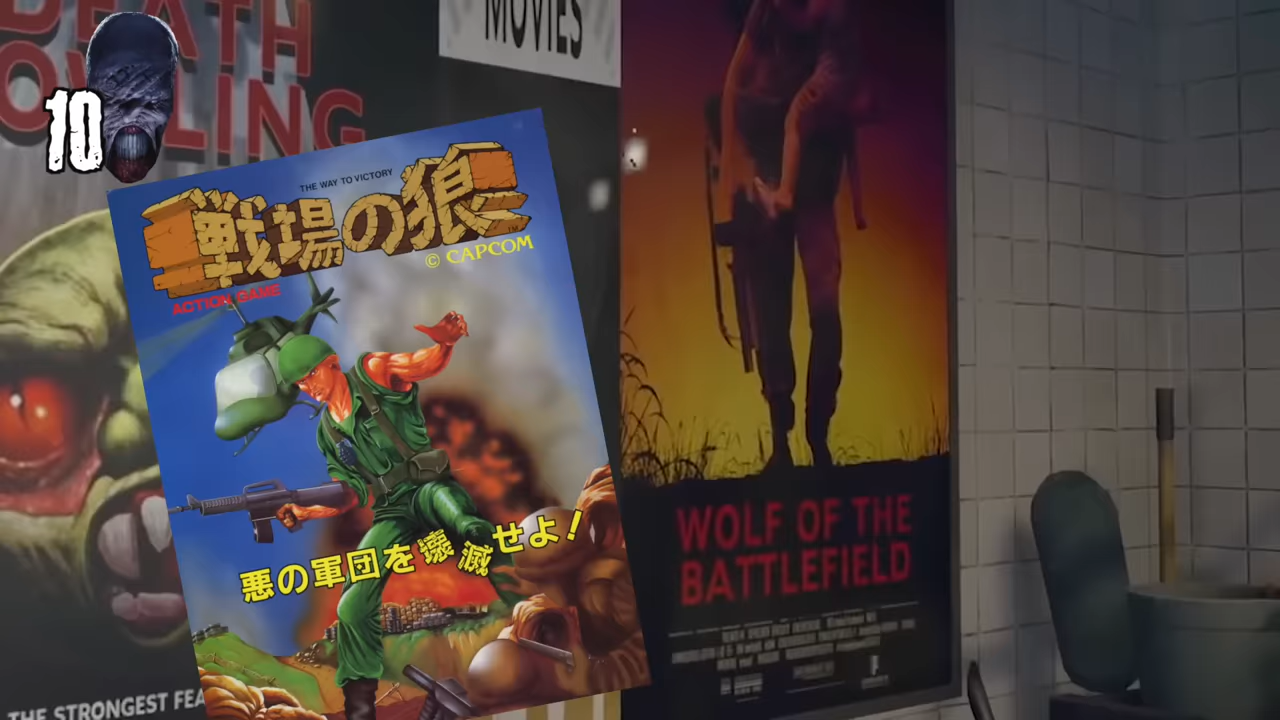 DEATH
OWLING
MOVIES
10
THE WAY TO VICTORY
戦場の狼
TM
© CAPCOM
ACTION GAME
悪の軍団を壊滅せよ!
WOLF OF THE
BATTLEFIELD
THE STRONGEST FEA